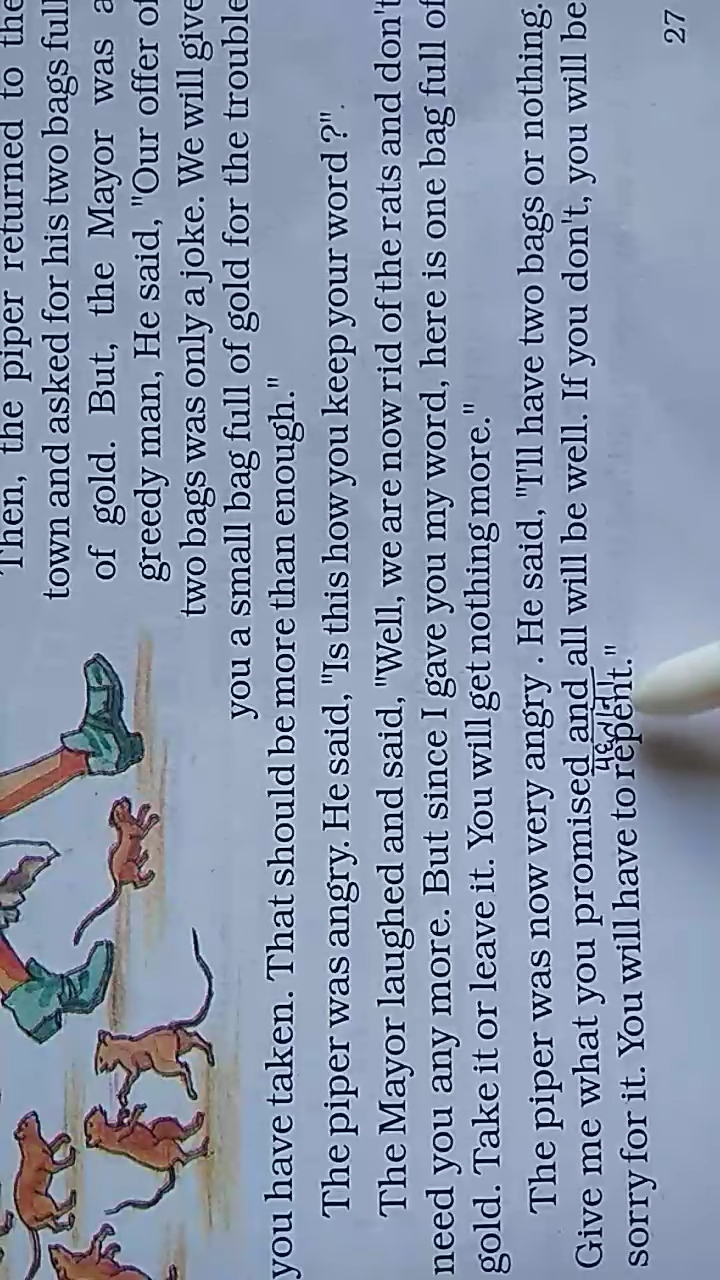 Then, the piper returned to the
town and asked for his two bags full
of gold. But, the Mayor was a
greedy man, He said, "Our offer of
two bags was only a joke. We will give
you a small bag full of gold for the trouble
you have taken. That should be more than enough."
The piper was angry. He said, "Is this how you keep your word ?".
The Mayor laughed and said, "Well, we are now rid of the rats and don't
need you any more. But since I gave you my word, here is one bag full of
gold. Take it or leave it. You will get nothing more."
The piper was now very angry . He said, "I'll have two bags or nothing.
Give me what you promised and all will be well. If you don't, you will be
sorry for it. You will have to repent."
27